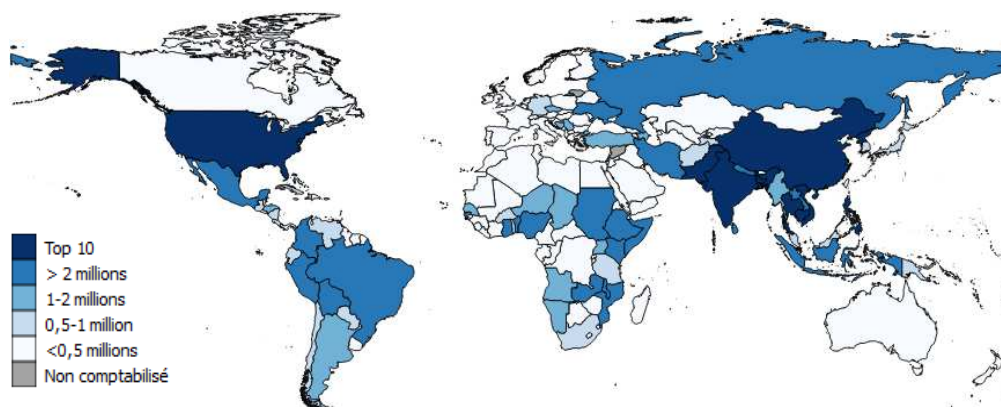 Top 10
> 2 millions
1-2 millions
0,5-1 million
<0,5 millions
Non comptabilisé